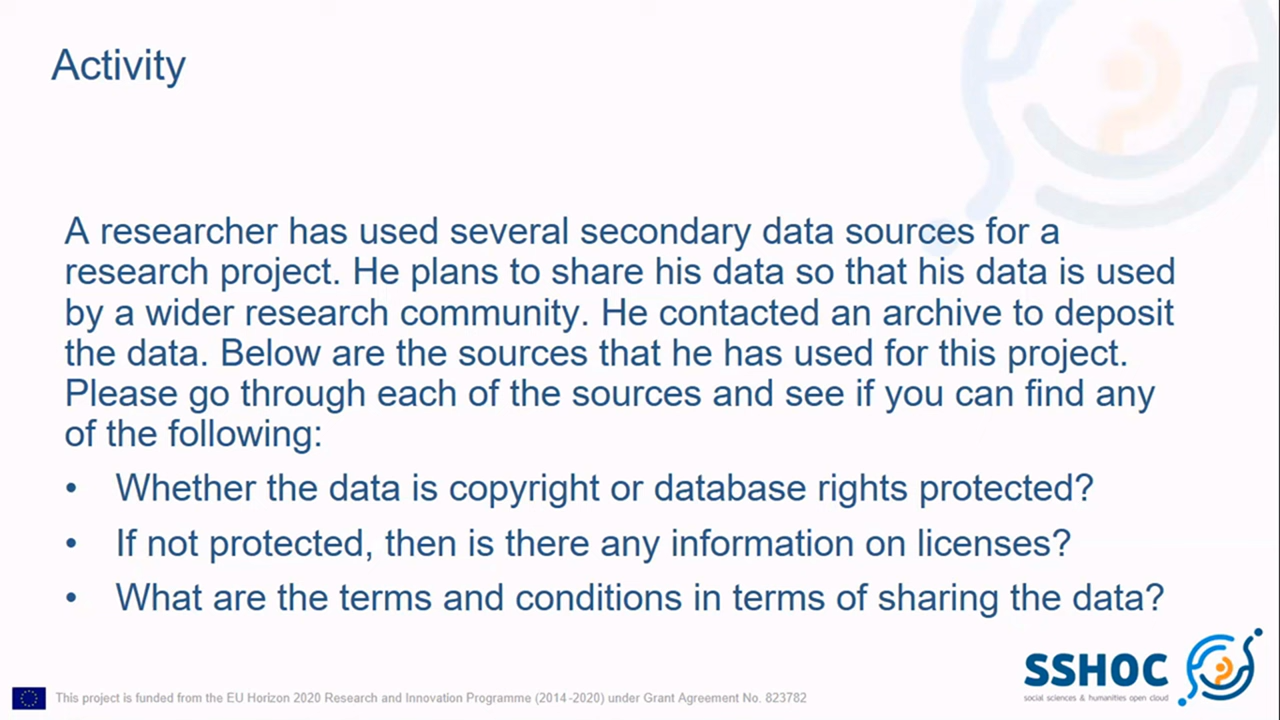 Activity
A researcher has used several secondary data sources for a
research project. He plans to share his data so that his data is used
by a wider research community. He contacted an archive to deposit
the data. Below are the sources that he has used for this project.
Please go through each of the sources and see if you can find any
of the following:
• Whether the data is copyright or database rights protected?
• If not protected, then is there any information on licenses?
• What are the terms and conditions in terms of sharing the data?
SSHOC
social sciences & humanities open cloud
This project is funded from the EU Horizon 2020 Research and Innovation Programme (2014-2020) under Grant Agreement No. 823782